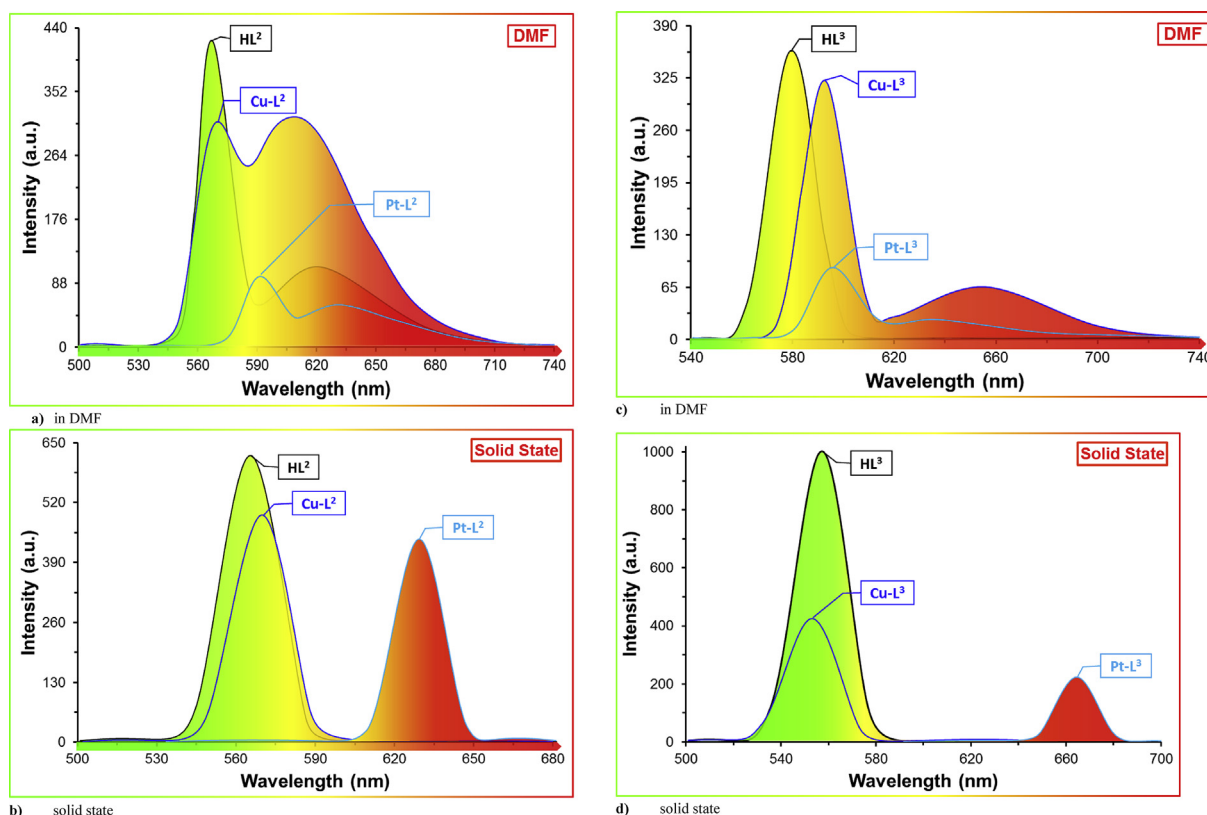 440
DMF
HL²
352
Cu-L²
264
Pt-L²
176
88
0
Intensity (a.u.)
500 530 560 590 620 650 680 710 740
Wavelength (nm)
a) in DMF
390
DMF
HL³
325
Cu-L³
260
195
Pt-L³
130
65
0
Intensity (a.u.)
540 580 620 660 700 740
Wavelength (nm)
c) in DMF
650
Solid State
HL²
520
Cu-L²
Pt-L²
390
260
130
0
Intensity (a.u.)
500 530 560 590 620 650 680
Wavelength (nm)
b) solid state
1000
Solid State
HL³
800
600
Cu-L³
400
Pt-L³
200
0
Intensity (a.u.)
500 540 580 620 660 700
Wavelength (nm)
d) solid state